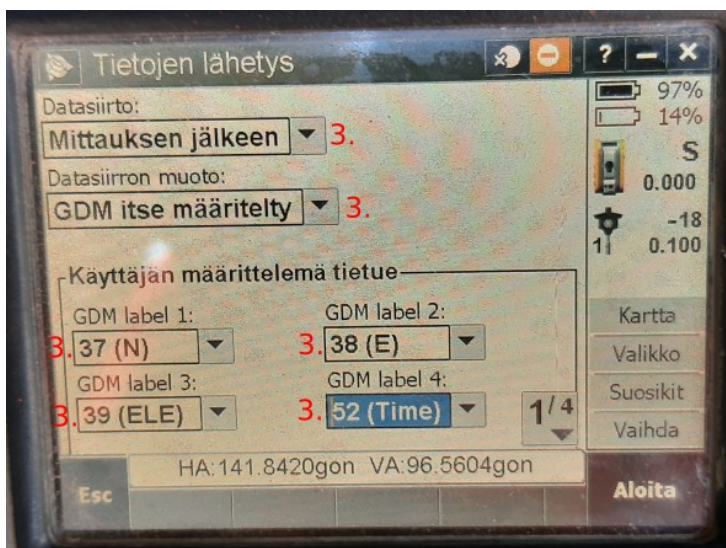 Tietojen lähetys
? – X
Datasiirto:
97%
14%
Mittauksen jälkeen 3.
S
0.000
Datasiirron muoto:
GDM itse määritelty 3.
-18
1 0.100
Käyttäjän määrittelemä tietue
GDM label 1: GDM label 2:
3. 37 (N) 3. 38 (E)
GDM label 3: GDM label 4:
3. 39 (ELE) 3. 52 (Time) 1/4
Kartta
Valikko
Suosikit
Vaihda
HA:141.8420gon VA:96.5604gon
Esc Aloita